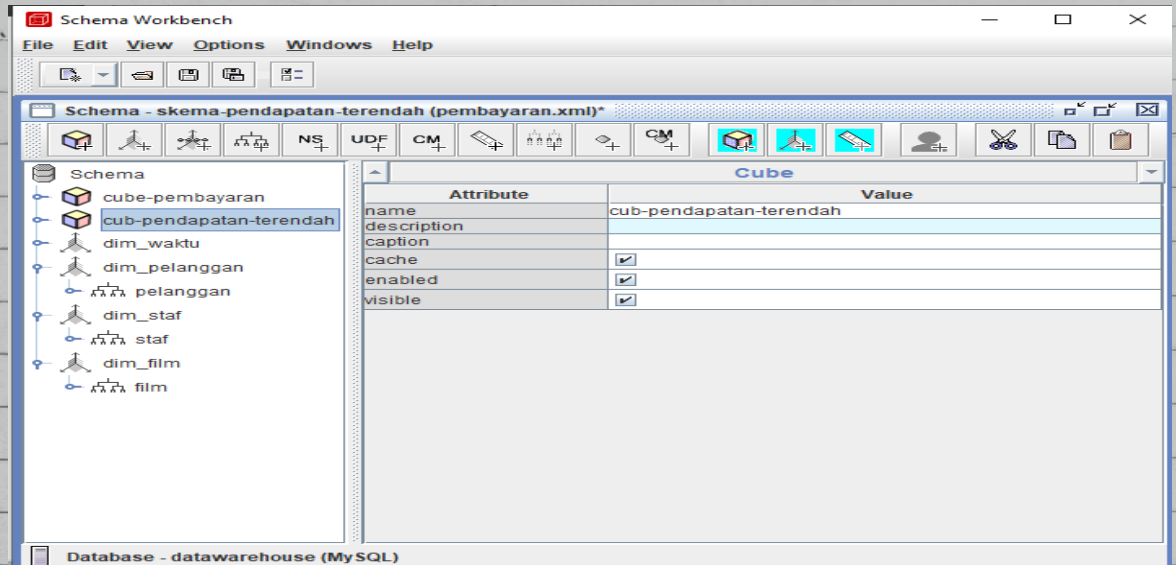 Schema Workbench
File Edit View Options Windows Help
Schema - skema-pendapatan-terendah (pembayaran.xml)*
NS UDF CM CM
Schema
cube-pembayaran
cub-pendapatan-terendah
dim_waktu
dim_pelanggan
pelanggan
dim_staf
staf
dim_film
film
Cube
Attribute Value
name cub-pendapatan-terendah
description
caption
cache
enabled
visible
Database - datawarehouse (MySQL)